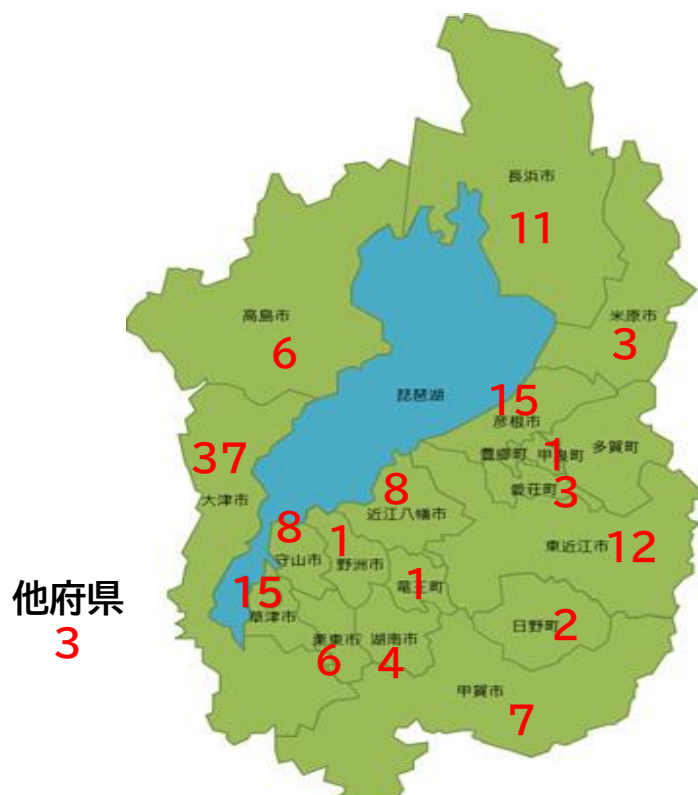 長浜市
11
高島市
6
米原市
3
琵琶湖
15
彦根市
豊郷町
甲良町
1
多賀町
愛荘町
3
37
大津市
8
近江八幡市
8
守山市
1
野洲市
東近江市
12
竜王町
1
15
草津市
他府県
3
日野町
2
栗東市
6
湖南市
4
甲賀市
7